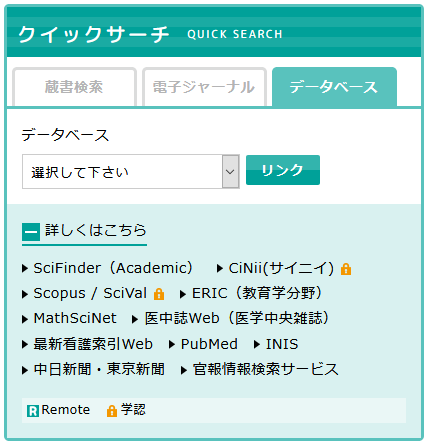 クイックサーチ QUICK SEARCH
蔵書検索 電子ジャーナル データベース
データベース
選択して下さい リンク
詳しくはこちら
SciFinder（Academic） CiNii(サイニイ)
Scopus / SciVal ERIC（教育学分野）
MathSciNet 医中誌Web（医学中央雑誌）
最新看護索引Web PubMed INIS
中日新聞・東京新聞 官報情報検索サービス
R Remote 学認